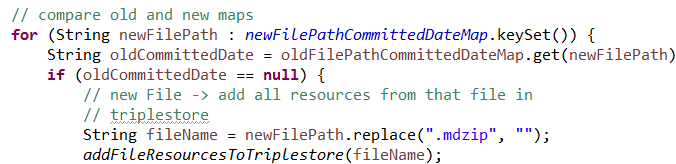 // compare old and new maps
for (String newFilePath : newFilePathCommittedDateMap.keySet()) {
String oldCommittedDate = oldFilePathCommittedDateMap.get(newFilePath)
if (oldCommittedDate == null) {
// new File -> add all resources from that file in
// triplestore
String fileName = newFilePath.replace(".mdzip", "");
addFileResourcesToTriplestore(fileName);